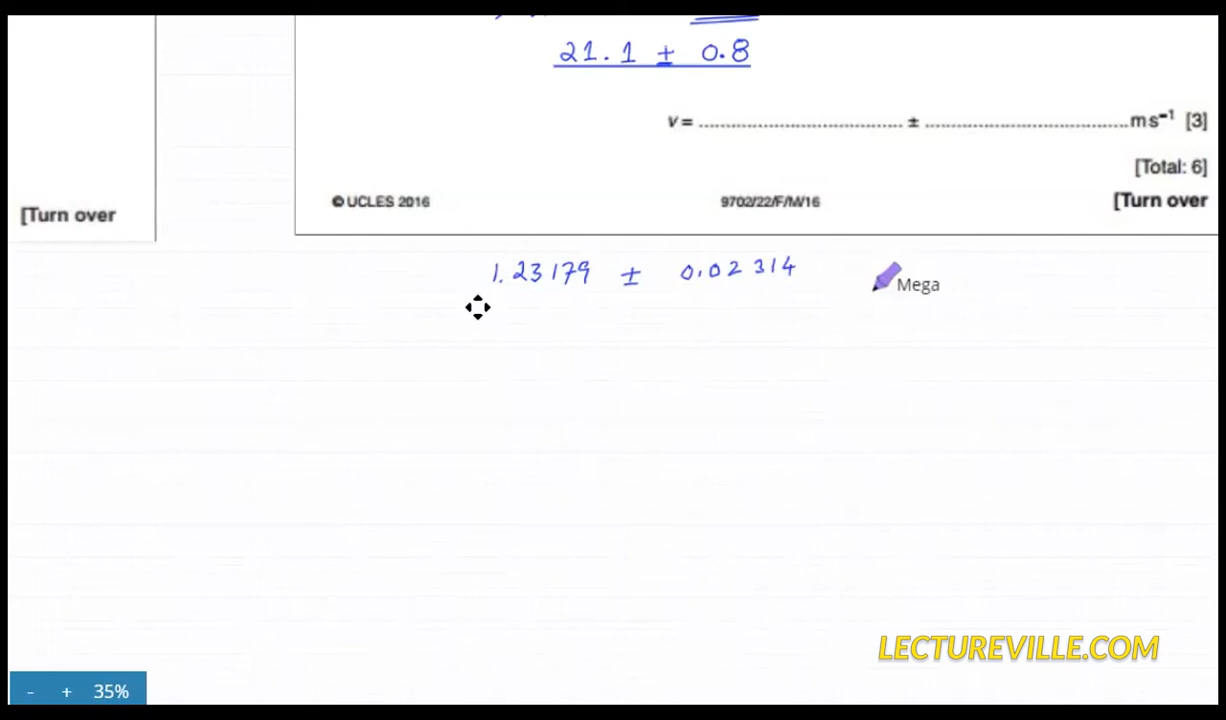 21.1 ± 0.8
v = ........................................ ± ........................................ m s⁻¹ [3]
[Total: 6]
© UCLES 2016 9702/22/F/M/16 [Turn over
[Turn over
1.23179 ± 0.02314
Mega
LECTUREVILLE.COM
- + 35%